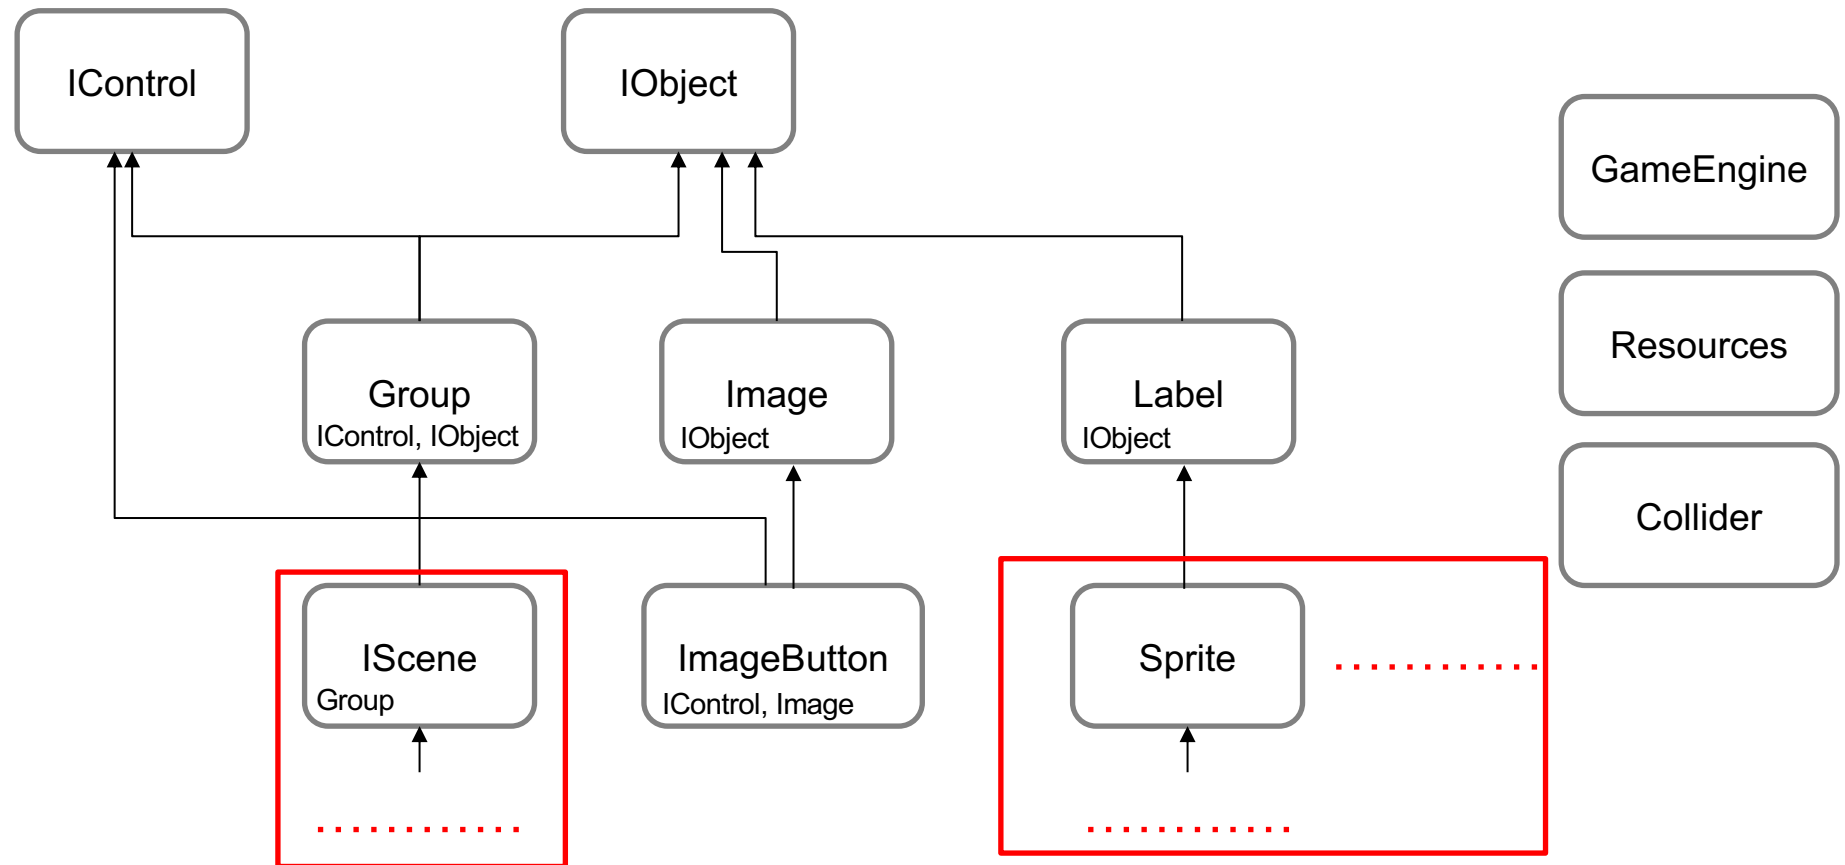 IControl
IObject
GameEngine
Resources
Group
IControl, IObject
Image
IObject
Label
IObject
Collider
IScene
Group
ImageButton
IControl, Image
Sprite